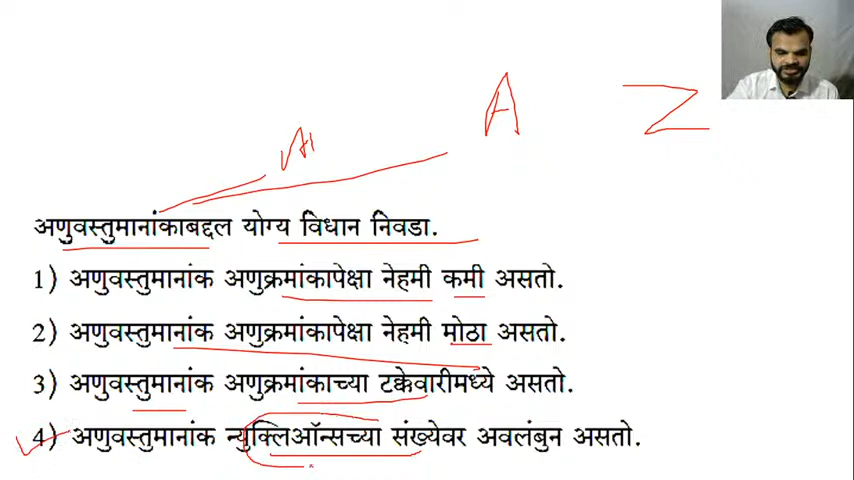 A Z
अणुवस्तुमानांकाबद्दल योग्य विधान निवडा.
1) अणुवस्तुमानांक अणुक्रमांकापेक्षा नेहमी कमी असतो.
2) अणुवस्तुमानांक अणुक्रमांकापेक्षा नेहमी मोठा असतो.
3) अणुवस्तुमानांक अणुक्रमांकाच्या टक्केवारीमध्ये असतो.
4) अणुवस्तुमानांक न्युक्लिऑन्सच्या संख्येवर अवलंबुन असतो.